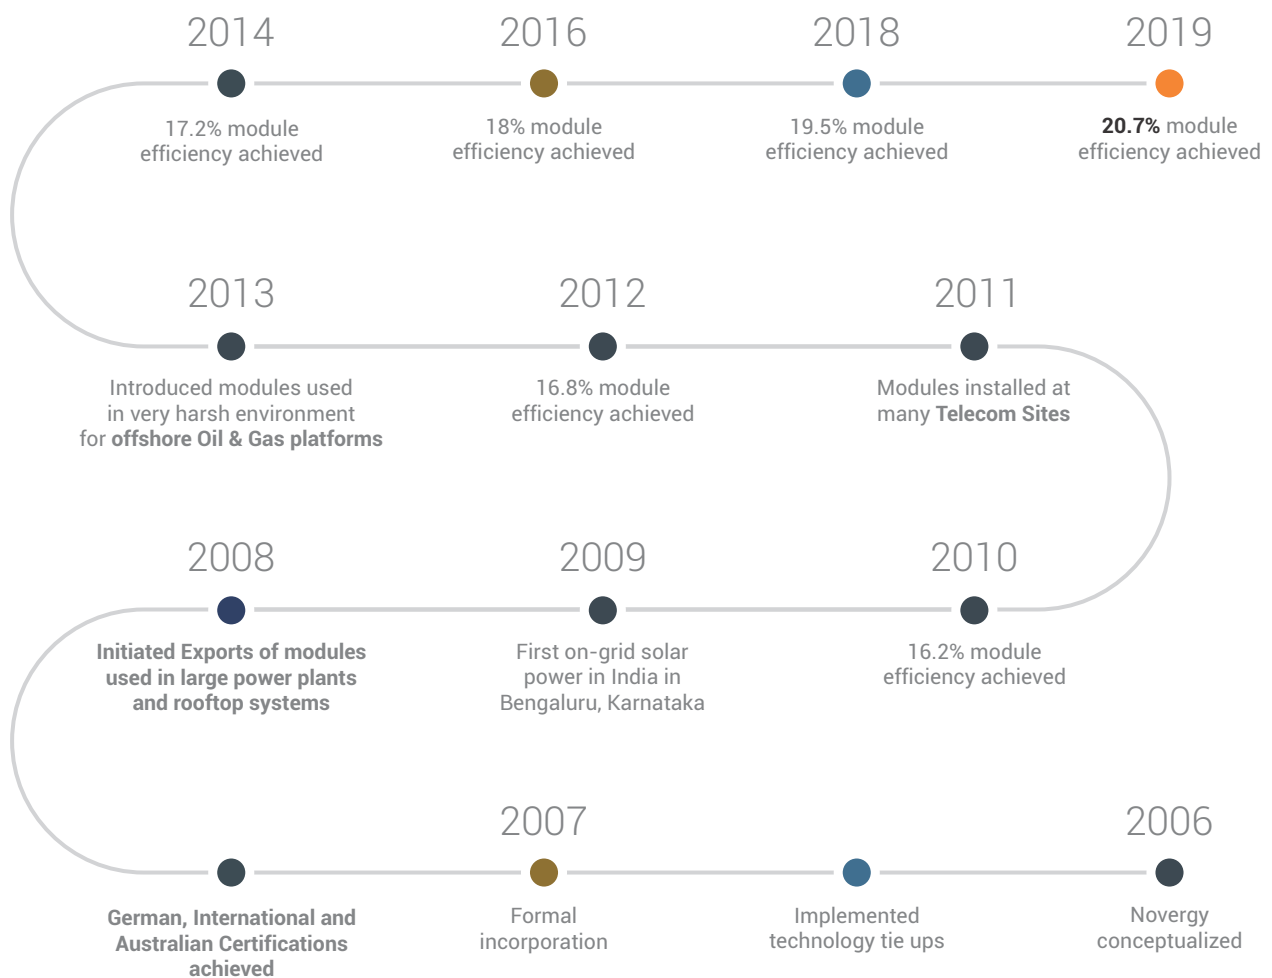 2014
17.2% module
efficiency achieved
2016
18% module
efficiency achieved
2018
19.5% module
efficiency achieved
2019
20.7% module
efficiency achieved
2013
Introduced modules used
in very harsh environment
for offshore Oil & Gas platforms
2012
16.8% module
efficiency achieved
2011
Modules installed at
many Telecom Sites
2008
Initiated Exports of modules
used in large power plants
and rooftop systems
2009
First on-grid solar
power in India in
Bengaluru, Karnataka
2010
16.2% module
efficiency achieved
German, International and
Australian Certifications
achieved
2007
Formal
incorporation
Implemented
technology tie ups
2006
Novergy
conceptualized